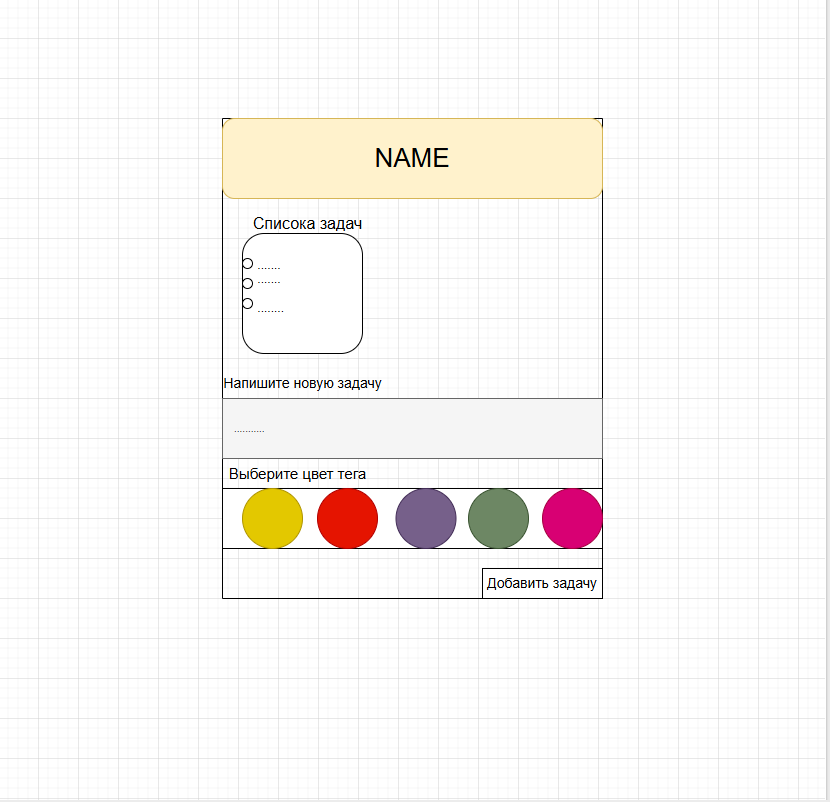 NAME
Списока задач
.......
.......
........
Напишите новую задачу
...........
Выберите цвет тега
Добавить задачу